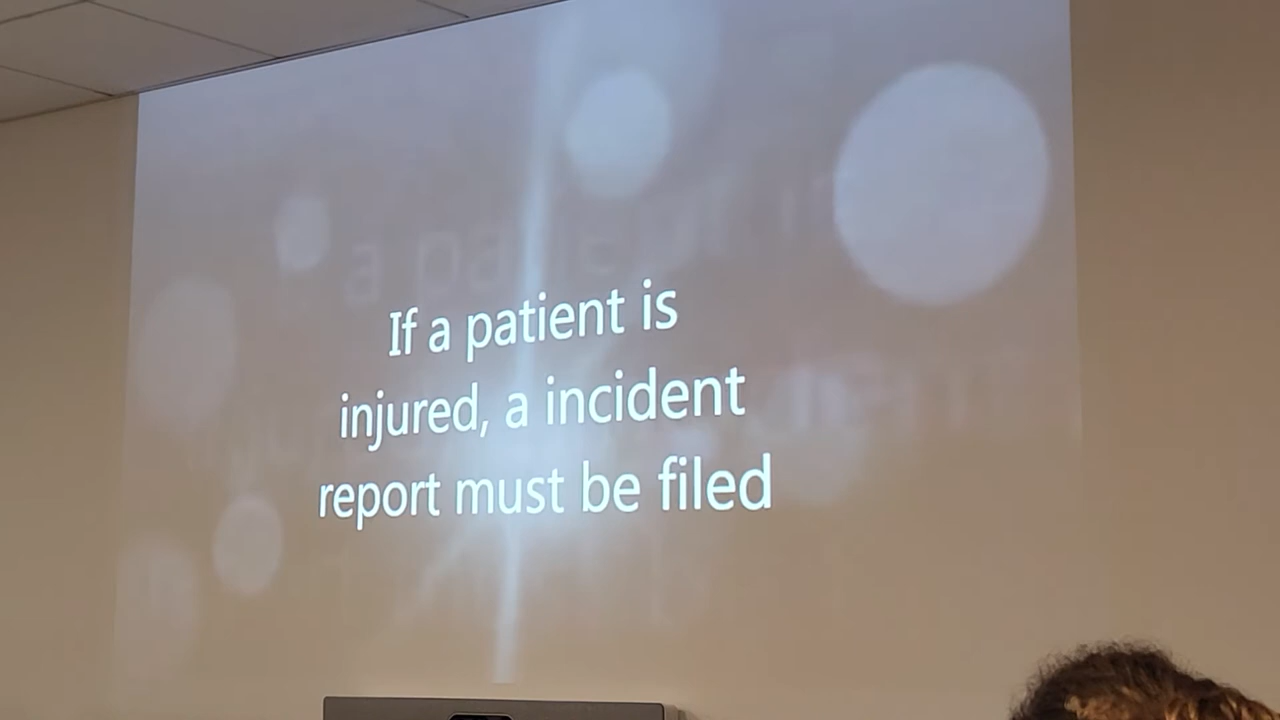 If a patient is
injured, a incident
report must be filed